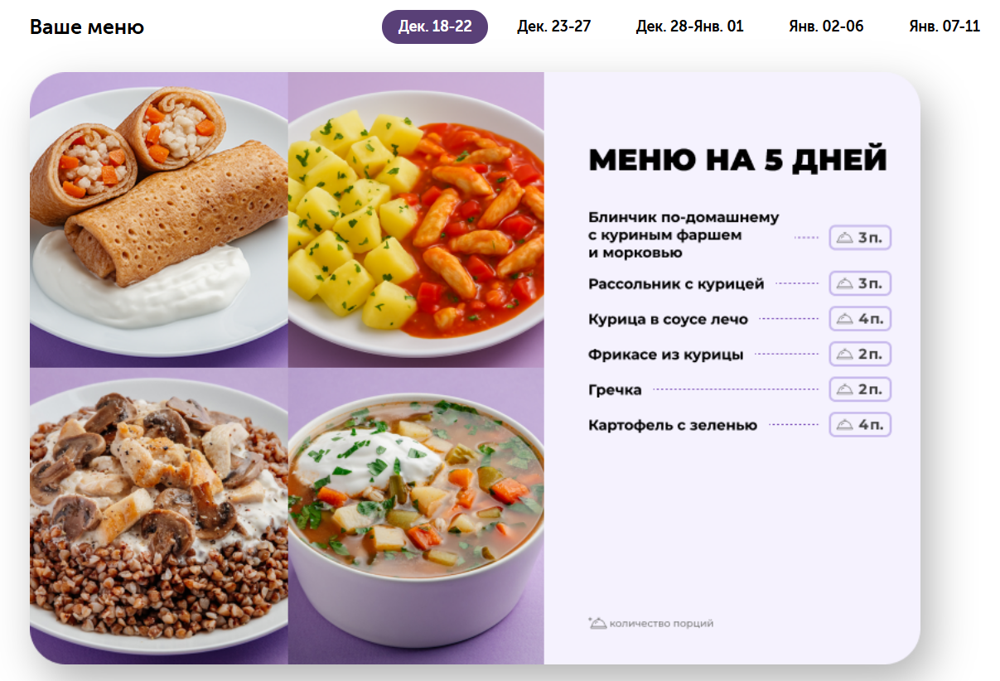 Ваше меню
Дек. 18-22
Дек. 23-27
Дек. 28-Янв. 01
Янв. 02-06
Янв. 07-11
МЕНЮ НА 5 ДНЕЙ
Блинчик по-домашнему
с куриным фаршем
и морковью
3 п.
Рассольник с курицей 3 п.
Курица в соусе лечо 4 п.
Фрикасе из курицы 2 п.
Гречка 2 п.
Картофель с зеленью 4 п.
* количество порций